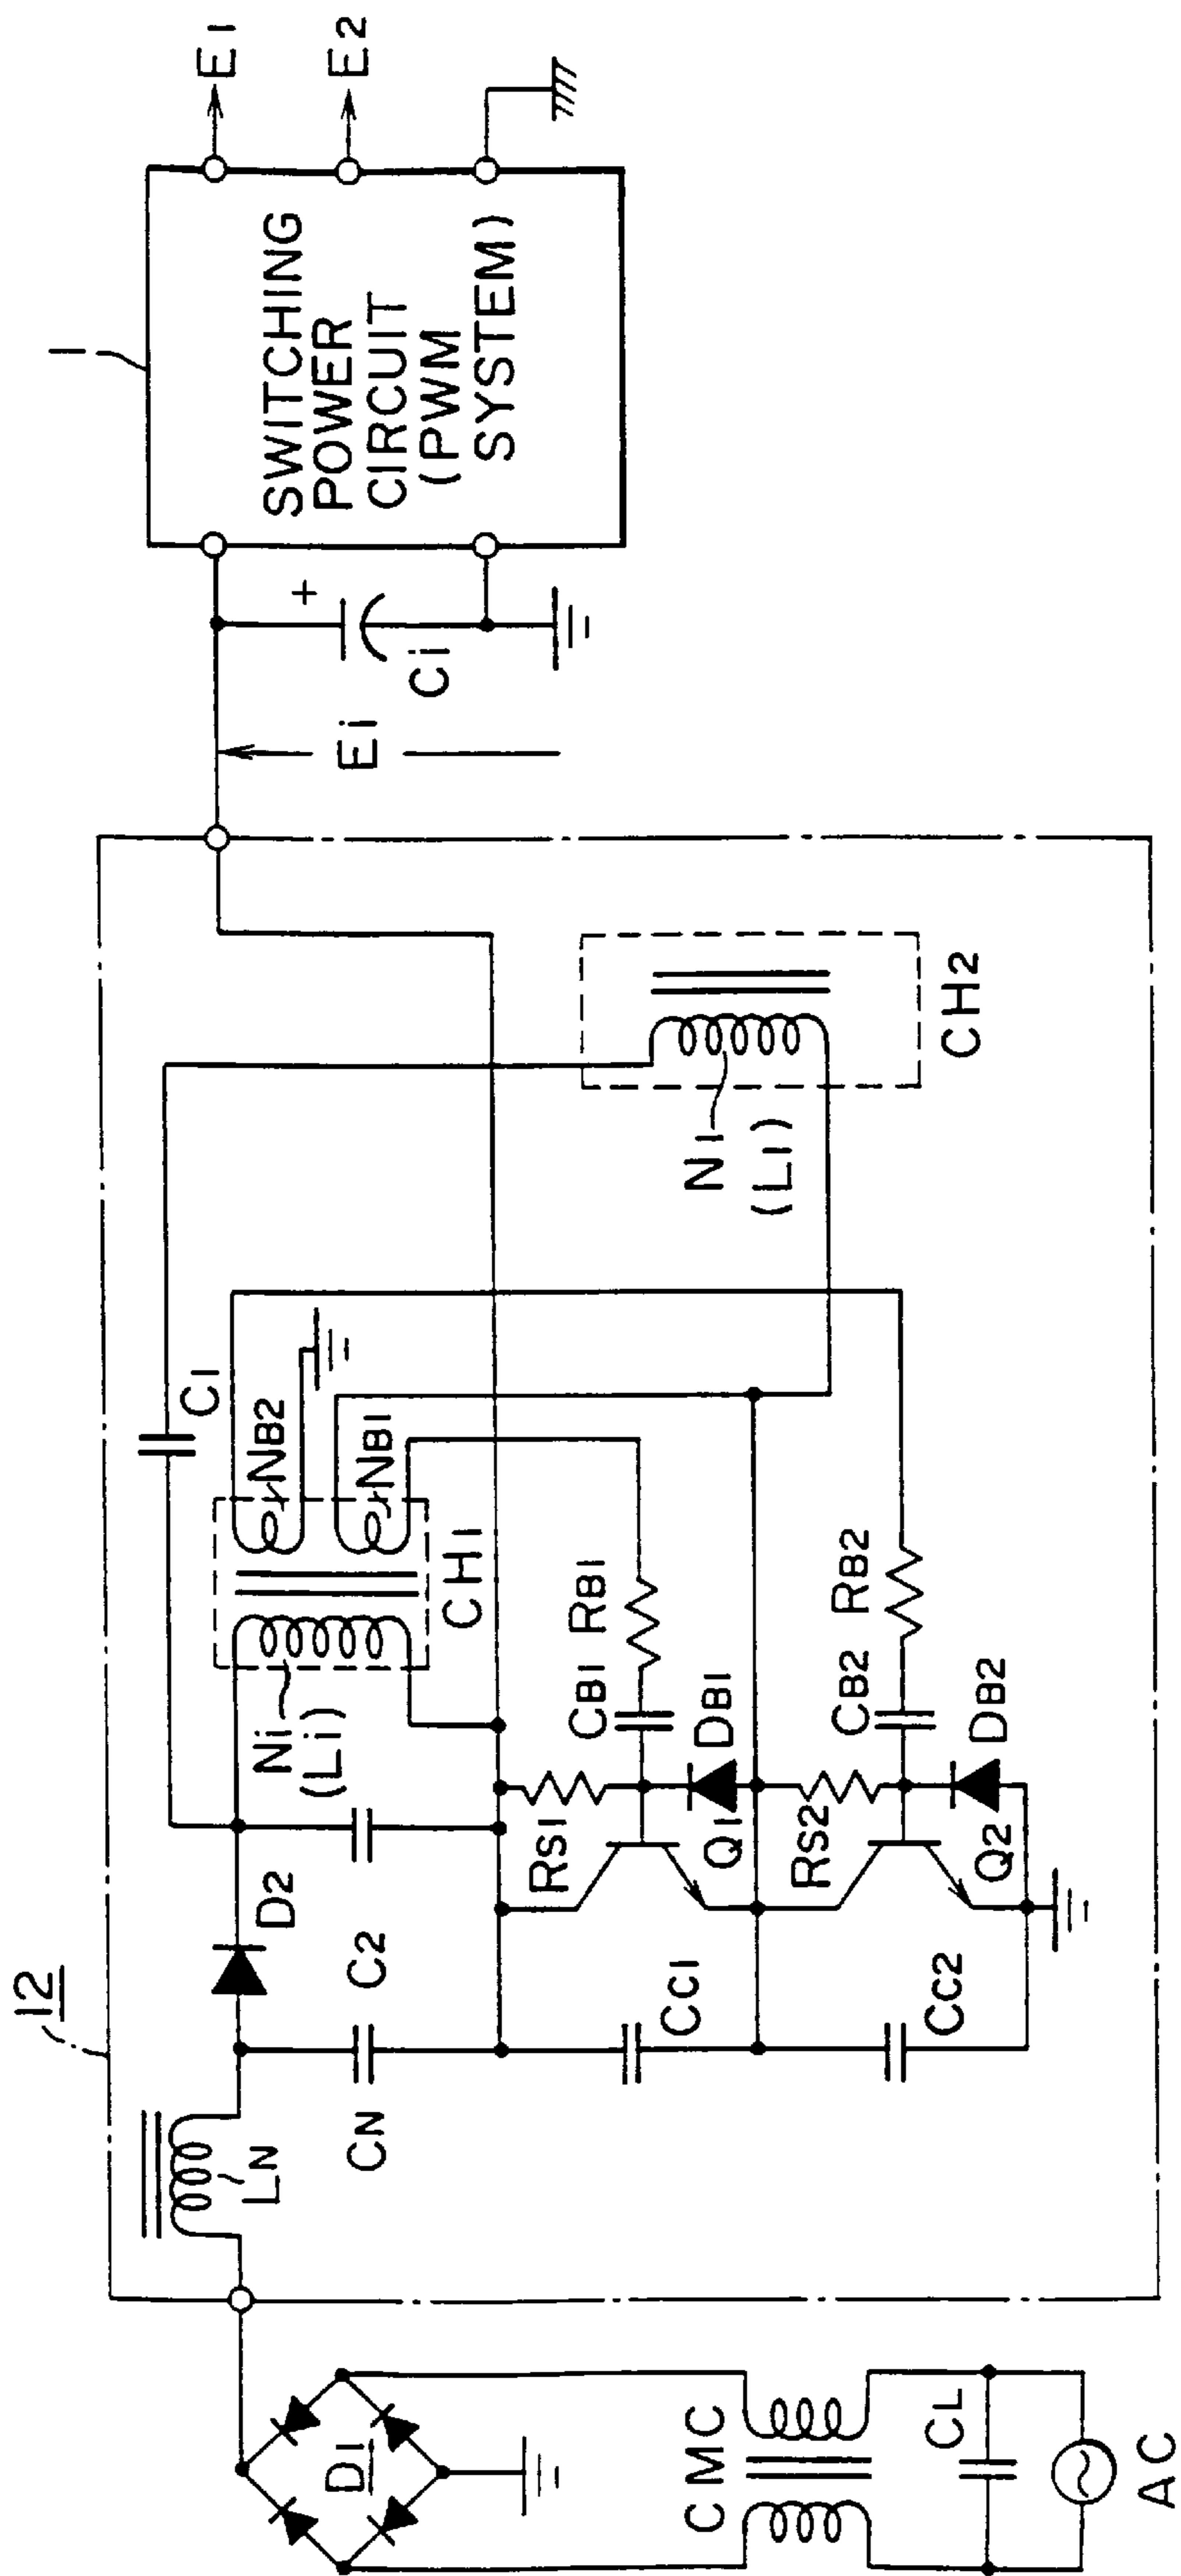 12
LN
D2
C1
Ni
(Li)
NB2
NB1
CH1
CN
C2
RS1
CB1
RB1
DB1
Q1
CC1
RS2
CB2
RB2
DB2
Q2
CC2
N1
(L1)
CH2
D1
CMC
CL
AC
Ei
+
Ci
1
SWITCHING
POWER
CIRCUIT
(PWM
SYSTEM)
E1
E2